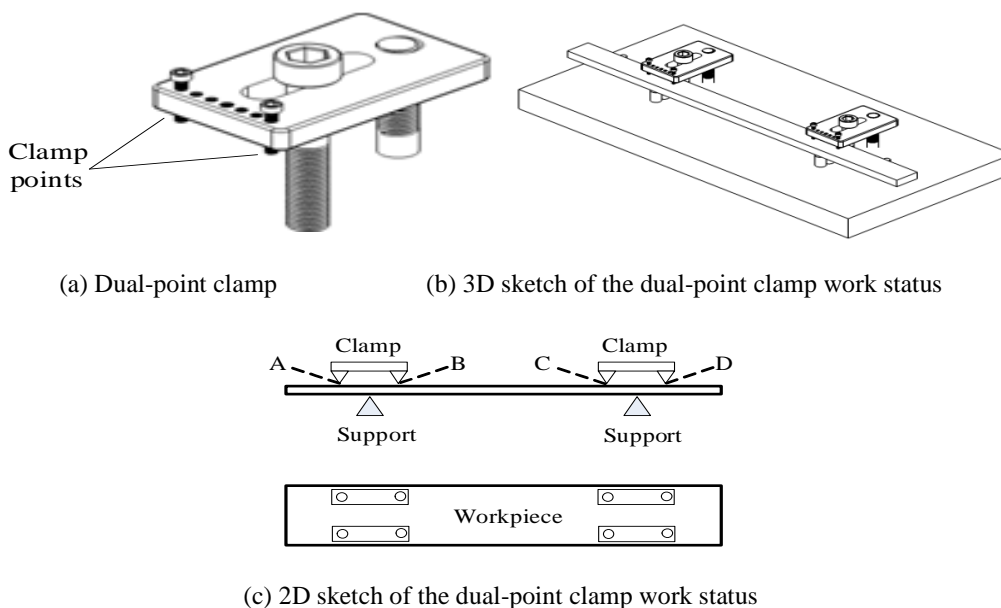 Clamp
points
(a) Dual-point clamp
(b) 3D sketch of the dual-point clamp work status
Clamp
Clamp
A
B
C
D
Support
Support
Workpiece
(c) 2D sketch of the dual-point clamp work status